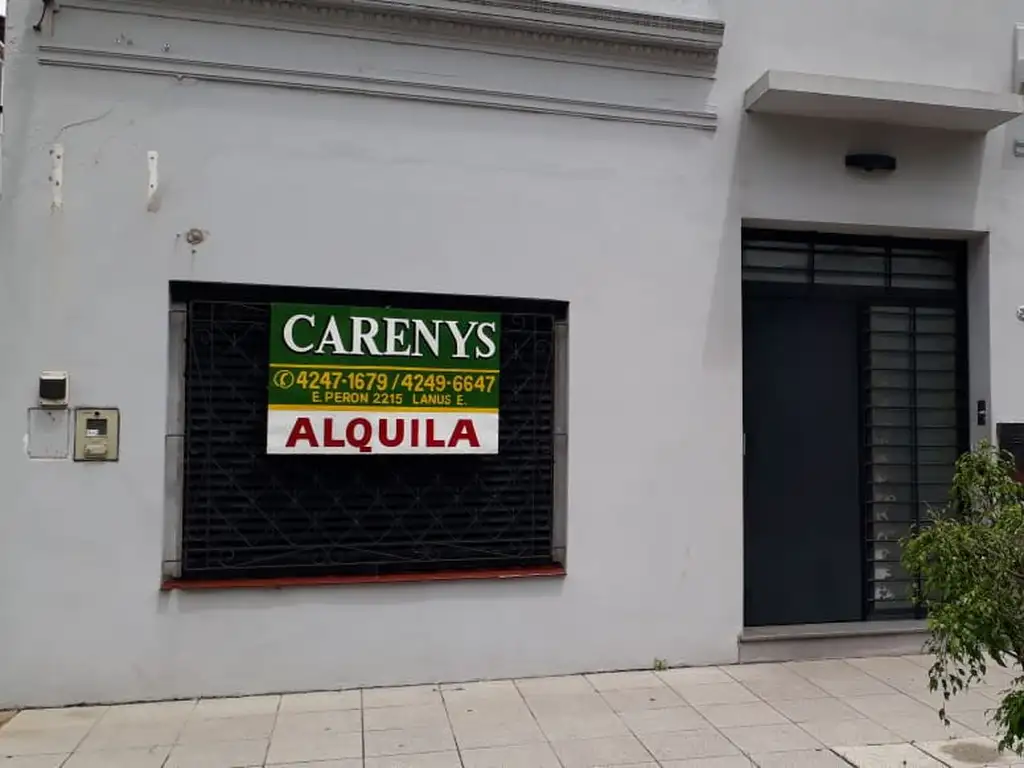 CARENYS
✆ 4247-1679 / 4249-6647
E. PERON 2215 LANUS E.
ALQUILA